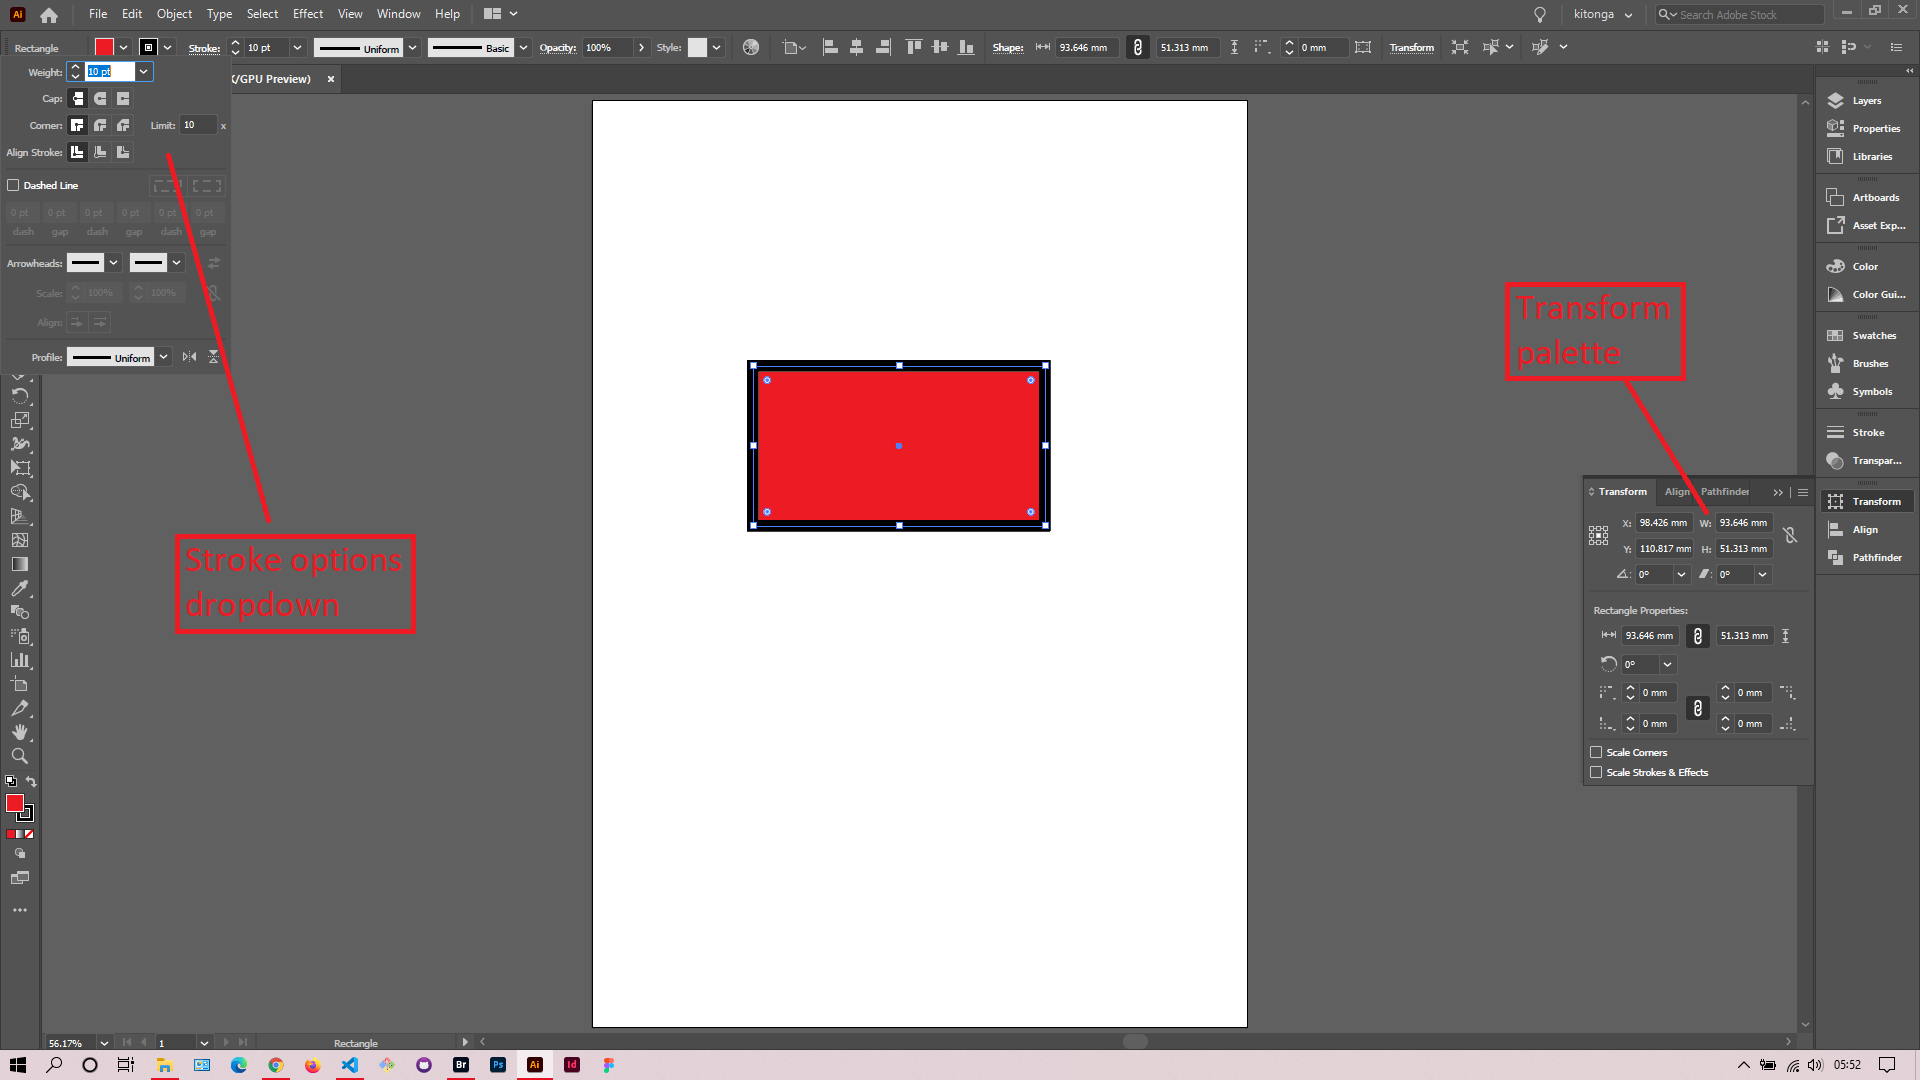 Ai File Edit Object Type Select Effect View Window Help kitonga Search Adobe Stock
Rectangle Stroke: 10 pt Uniform Basic Opacity: 100% Style: Shape: 93.646 mm 51.313 mm 0 mm Transform
Weight: 10 pt
K/GPU Preview) ×
Cap:
Corner: Limit: 10 x
Align Stroke:
Dashed Line
0 pt 0 pt 0 pt 0 pt 0 pt 0 pt
dash gap dash gap dash gap
Arrowheads:
Scale: 100% 100%
Align:
Profile: Uniform
Stroke options
dropdown
Transform
palette
Layers
Properties
Libraries
Artboards
Asset Exp...
Color
Color Gui...
Swatches
Brushes
Symbols
Stroke
Transpar...
Transform
Align
Pathfinder
Transform Align Pathfinder
X: 98.426 mm W: 93.646 mm
Y: 110.817 mm H: 51.313 mm
0° 0°
Rectangle Properties:
93.646 mm 51.313 mm
0°
0 mm 0 mm
0 mm 0 mm
Scale Corners
Scale Strokes & Effects
56.17% 1 Rectangle
Br Ps Ai Id 05:52